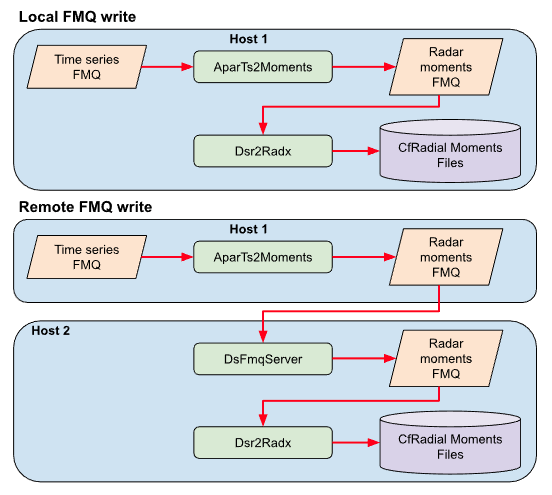 Local FMQ write
Host 1
Time series
FMQ
AparTs2Moments
Radar
moments
FMQ
Dsr2Radx
CfRadial Moments
Files
Remote FMQ write
Host 1
Time series
FMQ
AparTs2Moments
Radar
moments
FMQ
Host 2
DsFmqServer
Radar
moments
FMQ
Dsr2Radx
CfRadial Moments
Files